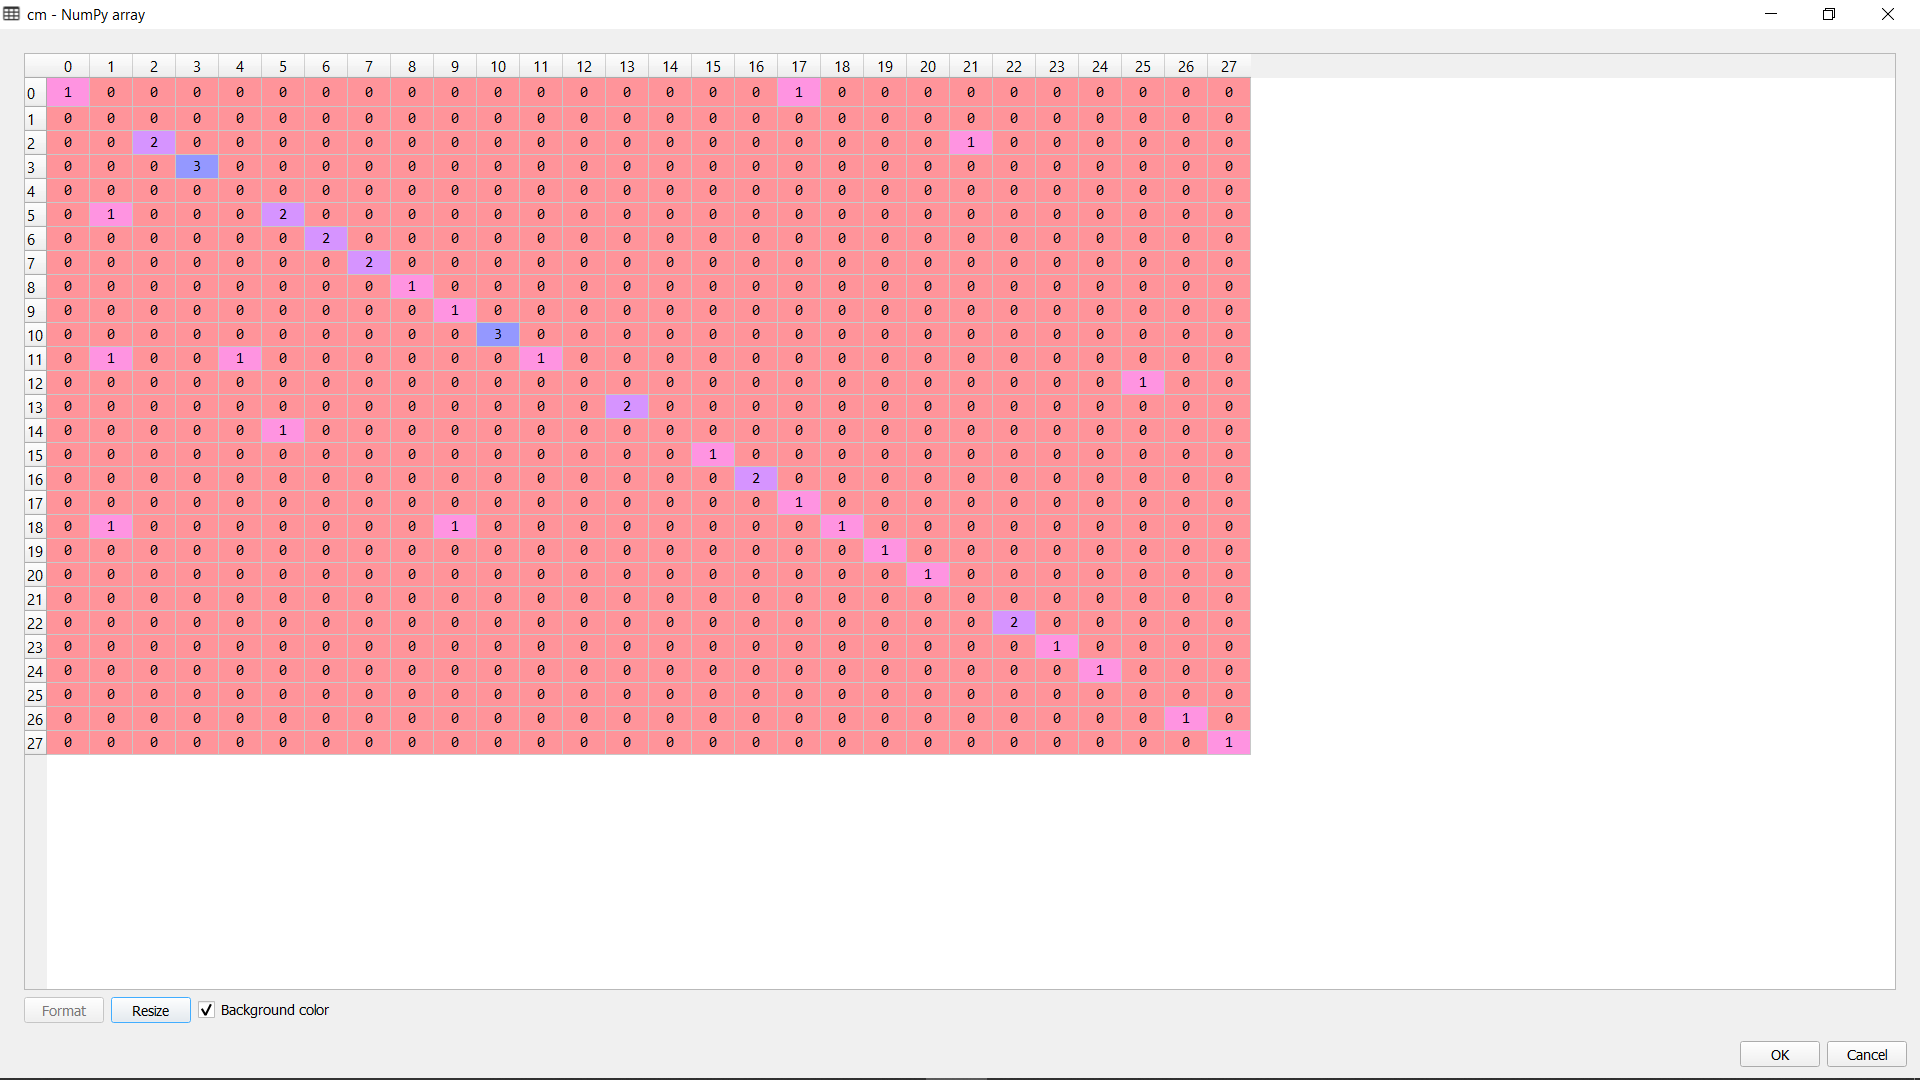 cm - NumPy array
0 1 2 3 4 5 6 7 8 9 10 11 12 13 14 15 16 17 18 19 20 21 22 23 24 25 26 27
0 1 0 0 0 0 0 0 0 0 0 0 0 0 0 0 0 0 1 0 0 0 0 0 0 0 0 0 0
1 0 0 0 0 0 0 0 0 0 0 0 0 0 0 0 0 0 0 0 0 0 0 0 0 0 0 0 0
2 0 0 2 0 0 0 0 0 0 0 0 0 0 0 0 0 0 0 0 0 0 1 0 0 0 0 0 0
3 0 0 0 3 0 0 0 0 0 0 0 0 0 0 0 0 0 0 0 0 0 0 0 0 0 0 0 0
4 0 0 0 0 0 0 0 0 0 0 0 0 0 0 0 0 0 0 0 0 0 0 0 0 0 0 0 0
5 0 1 0 0 0 2 0 0 0 0 0 0 0 0 0 0 0 0 0 0 0 0 0 0 0 0 0 0
6 0 0 0 0 0 0 2 0 0 0 0 0 0 0 0 0 0 0 0 0 0 0 0 0 0 0 0 0
7 0 0 0 0 0 0 0 2 0 0 0 0 0 0 0 0 0 0 0 0 0 0 0 0 0 0 0 0
8 0 0 0 0 0 0 0 0 1 0 0 0 0 0 0 0 0 0 0 0 0 0 0 0 0 0 0 0
9 0 0 0 0 0 0 0 0 0 1 0 0 0 0 0 0 0 0 0 0 0 0 0 0 0 0 0 0
10 0 0 0 0 0 0 0 0 0 0 3 0 0 0 0 0 0 0 0 0 0 0 0 0 0 0 0 0
11 0 1 0 0 1 0 0 0 0 0 0 1 0 0 0 0 0 0 0 0 0 0 0 0 0 0 0 0
12 0 0 0 0 0 0 0 0 0 0 0 0 0 0 0 0 0 0 0 0 0 0 0 0 0 1 0 0
13 0 0 0 0 0 0 0 0 0 0 0 0 0 2 0 0 0 0 0 0 0 0 0 0 0 0 0 0
14 0 0 0 0 0 1 0 0 0 0 0 0 0 0 0 0 0 0 0 0 0 0 0 0 0 0 0 0
15 0 0 0 0 0 0 0 0 0 0 0 0 0 0 0 1 0 0 0 0 0 0 0 0 0 0 0 0
16 0 0 0 0 0 0 0 0 0 0 0 0 0 0 0 0 2 0 0 0 0 0 0 0 0 0 0 0
17 0 0 0 0 0 0 0 0 0 0 0 0 0 0 0 0 0 1 0 0 0 0 0 0 0 0 0 0
18 0 1 0 0 0 0 0 0 0 1 0 0 0 0 0 0 0 0 1 0 0 0 0 0 0 0 0 0
19 0 0 0 0 0 0 0 0 0 0 0 0 0 0 0 0 0 0 0 1 0 0 0 0 0 0 0 0
20 0 0 0 0 0 0 0 0 0 0 0 0 0 0 0 0 0 0 0 0 1 0 0 0 0 0 0 0
21 0 0 0 0 0 0 0 0 0 0 0 0 0 0 0 0 0 0 0 0 0 0 0 0 0 0 0 0
22 0 0 0 0 0 0 0 0 0 0 0 0 0 0 0 0 0 0 0 0 0 0 2 0 0 0 0 0
23 0 0 0 0 0 0 0 0 0 0 0 0 0 0 0 0 0 0 0 0 0 0 0 1 0 0 0 0
24 0 0 0 0 0 0 0 0 0 0 0 0 0 0 0 0 0 0 0 0 0 0 0 0 1 0 0 0
25 0 0 0 0 0 0 0 0 0 0 0 0 0 0 0 0 0 0 0 0 0 0 0 0 0 0 0 0
26 0 0 0 0 0 0 0 0 0 0 0 0 0 0 0 0 0 0 0 0 0 0 0 0 0 0 1 0
27 0 0 0 0 0 0 0 0 0 0 0 0 0 0 0 0 0 0 0 0 0 0 0 0 0 0 0 1
Format Resize Background color
OK Cancel